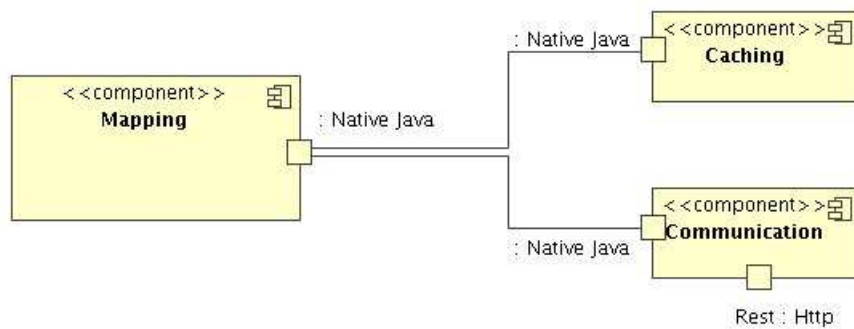 <<component>>
Mapping
: Native Java
: Native Java
<<component>>
Caching
: Native Java
<<component>>
Communication
Rest : Http